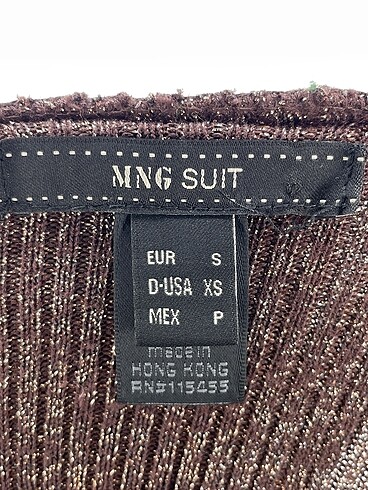 MNG SUIT
EUR S
D-USA XS
MEX P
made in
HONG KONG
RN#115455